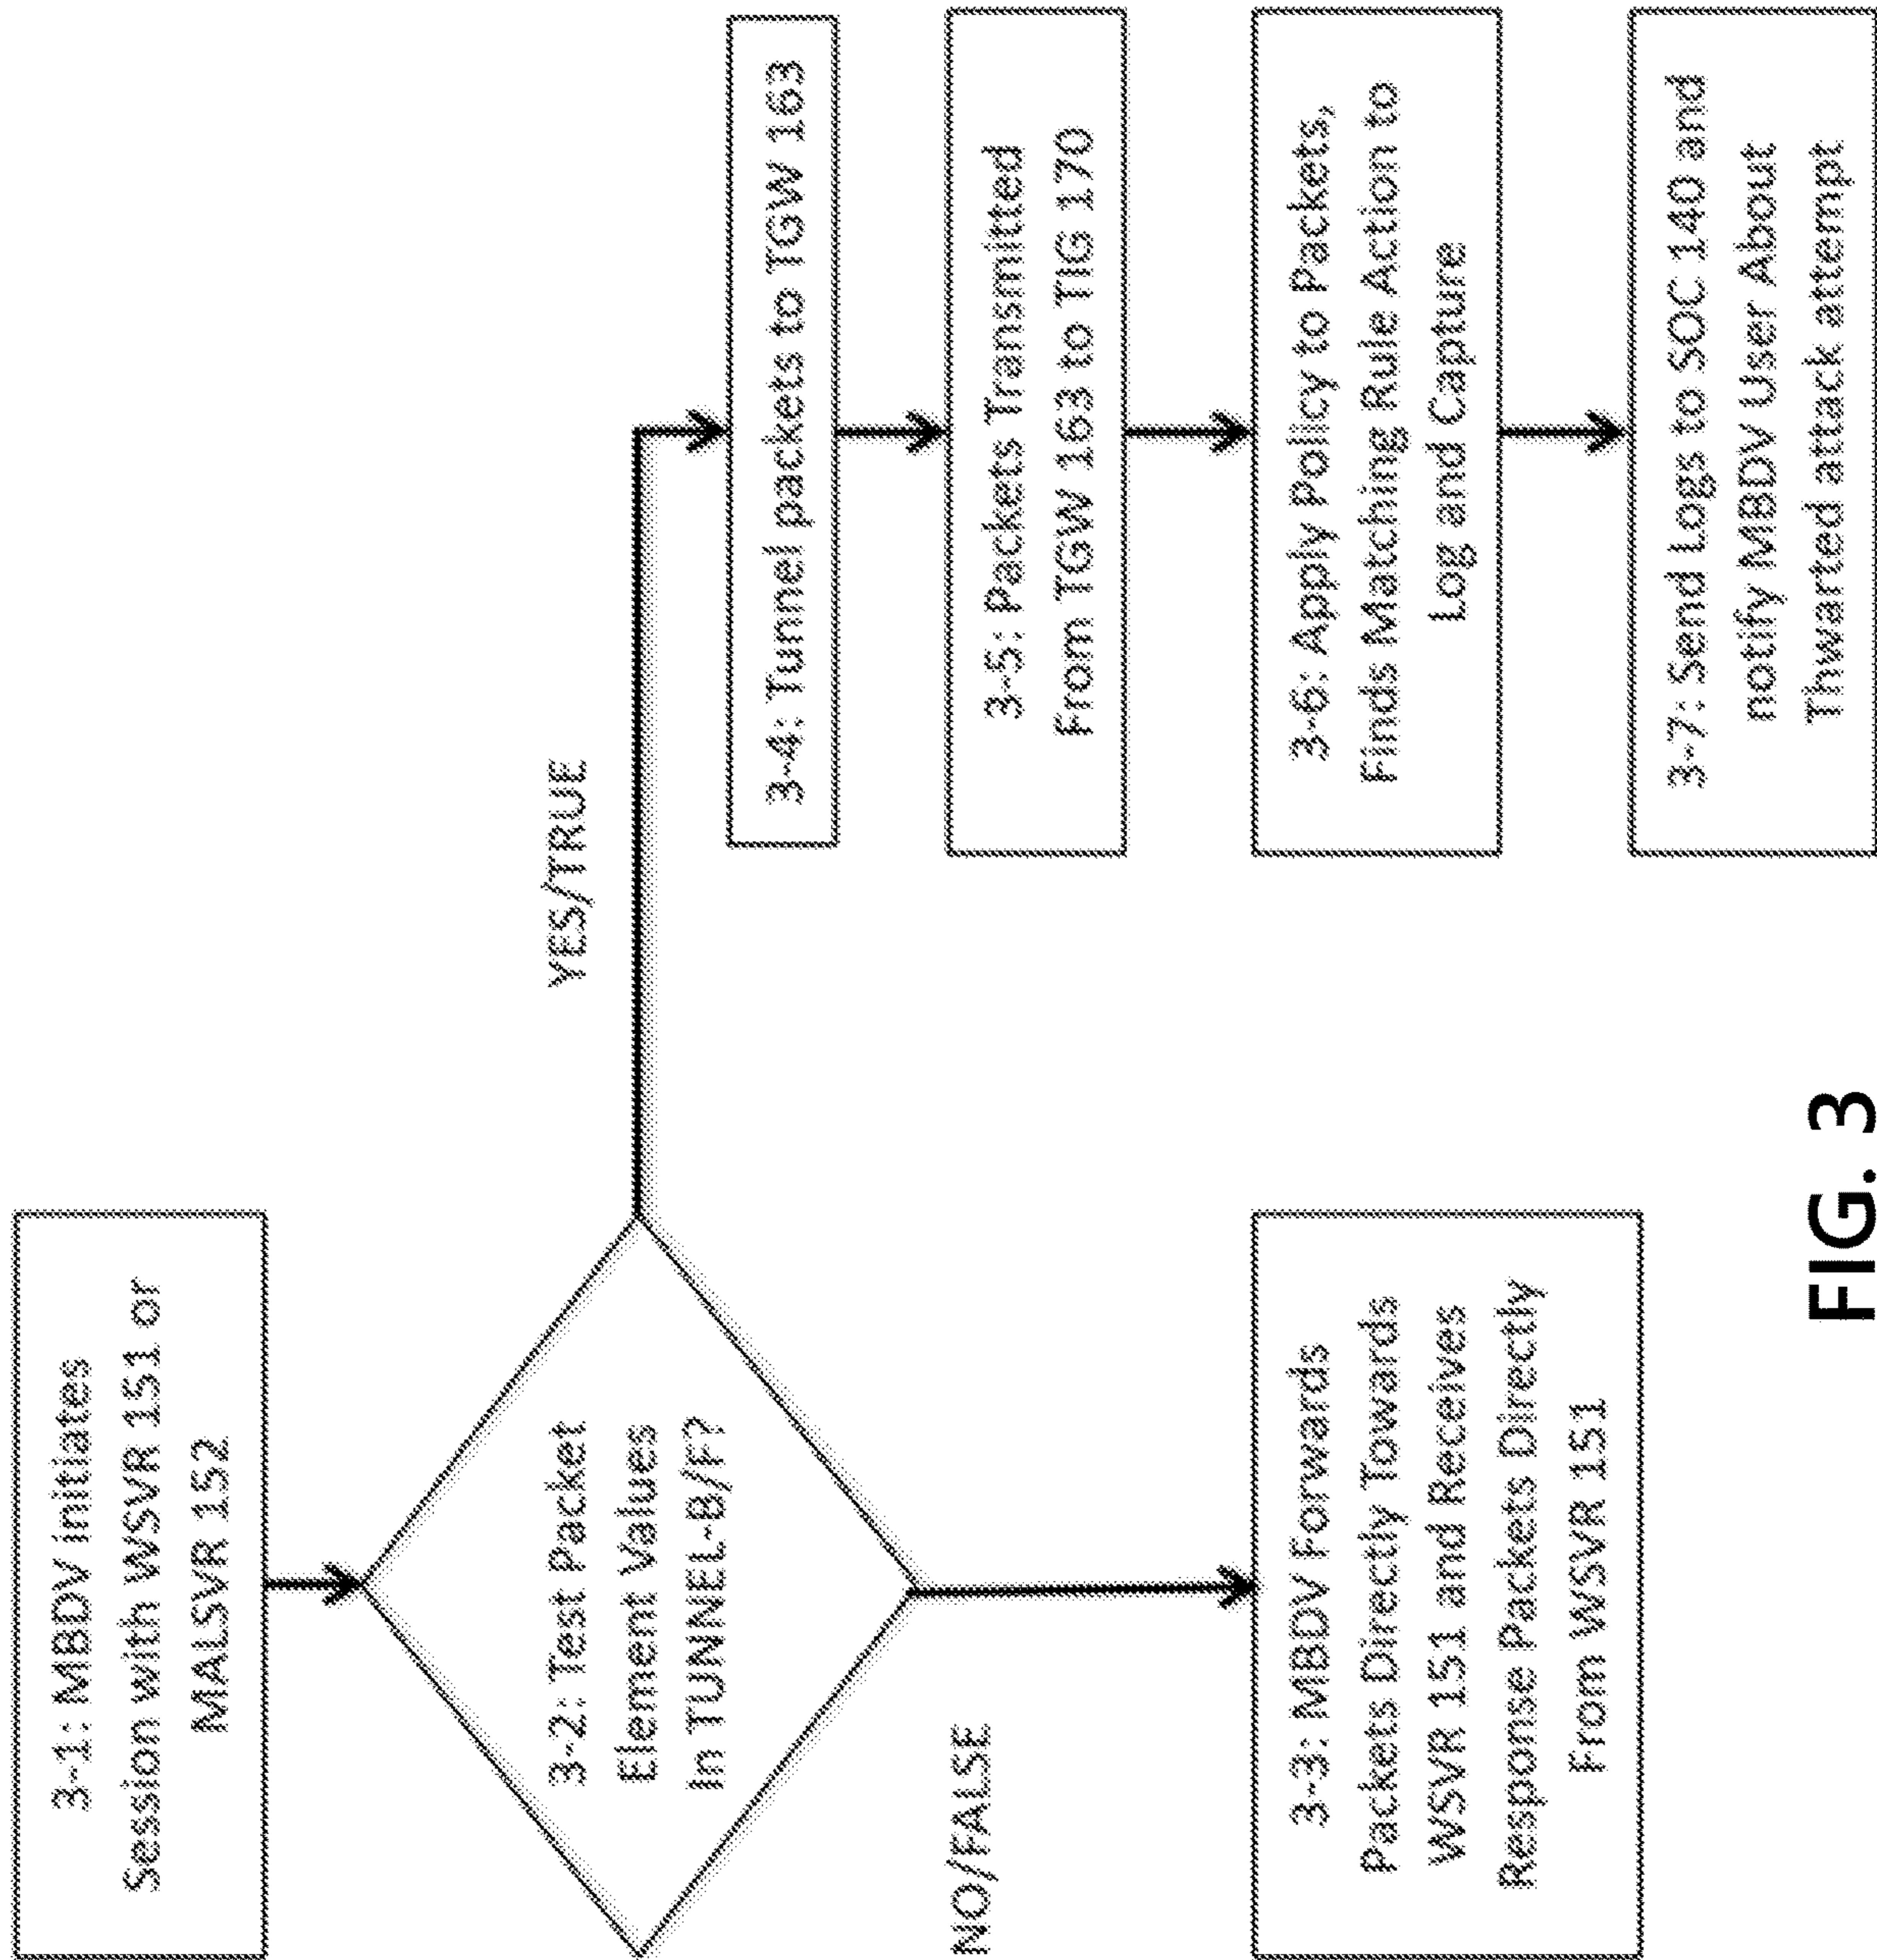 3-1: MBDV initiates
Session with WSVR 151 or
MALSVR 152
3-2: Test Packet
Element Values
In TUNNEL-B/F?
YES/TRUE
NO/FALSE
3-3: MBDV Forwards
Packets Directly Towards
WSVR 151 and Receives
Response Packets Directly
From WSVR 151
3-4: Tunnel packets to TGW 163
3-5: Packets Transmitted
From TGW 163 to TIG 170
3-6: Apply Policy to Packets,
Finds Matching Rule Action to
Log and Capture
3-7: Send Logs to SOC 140 and
notify MBDV User About
Thwarted attack attempt
FIG. 3